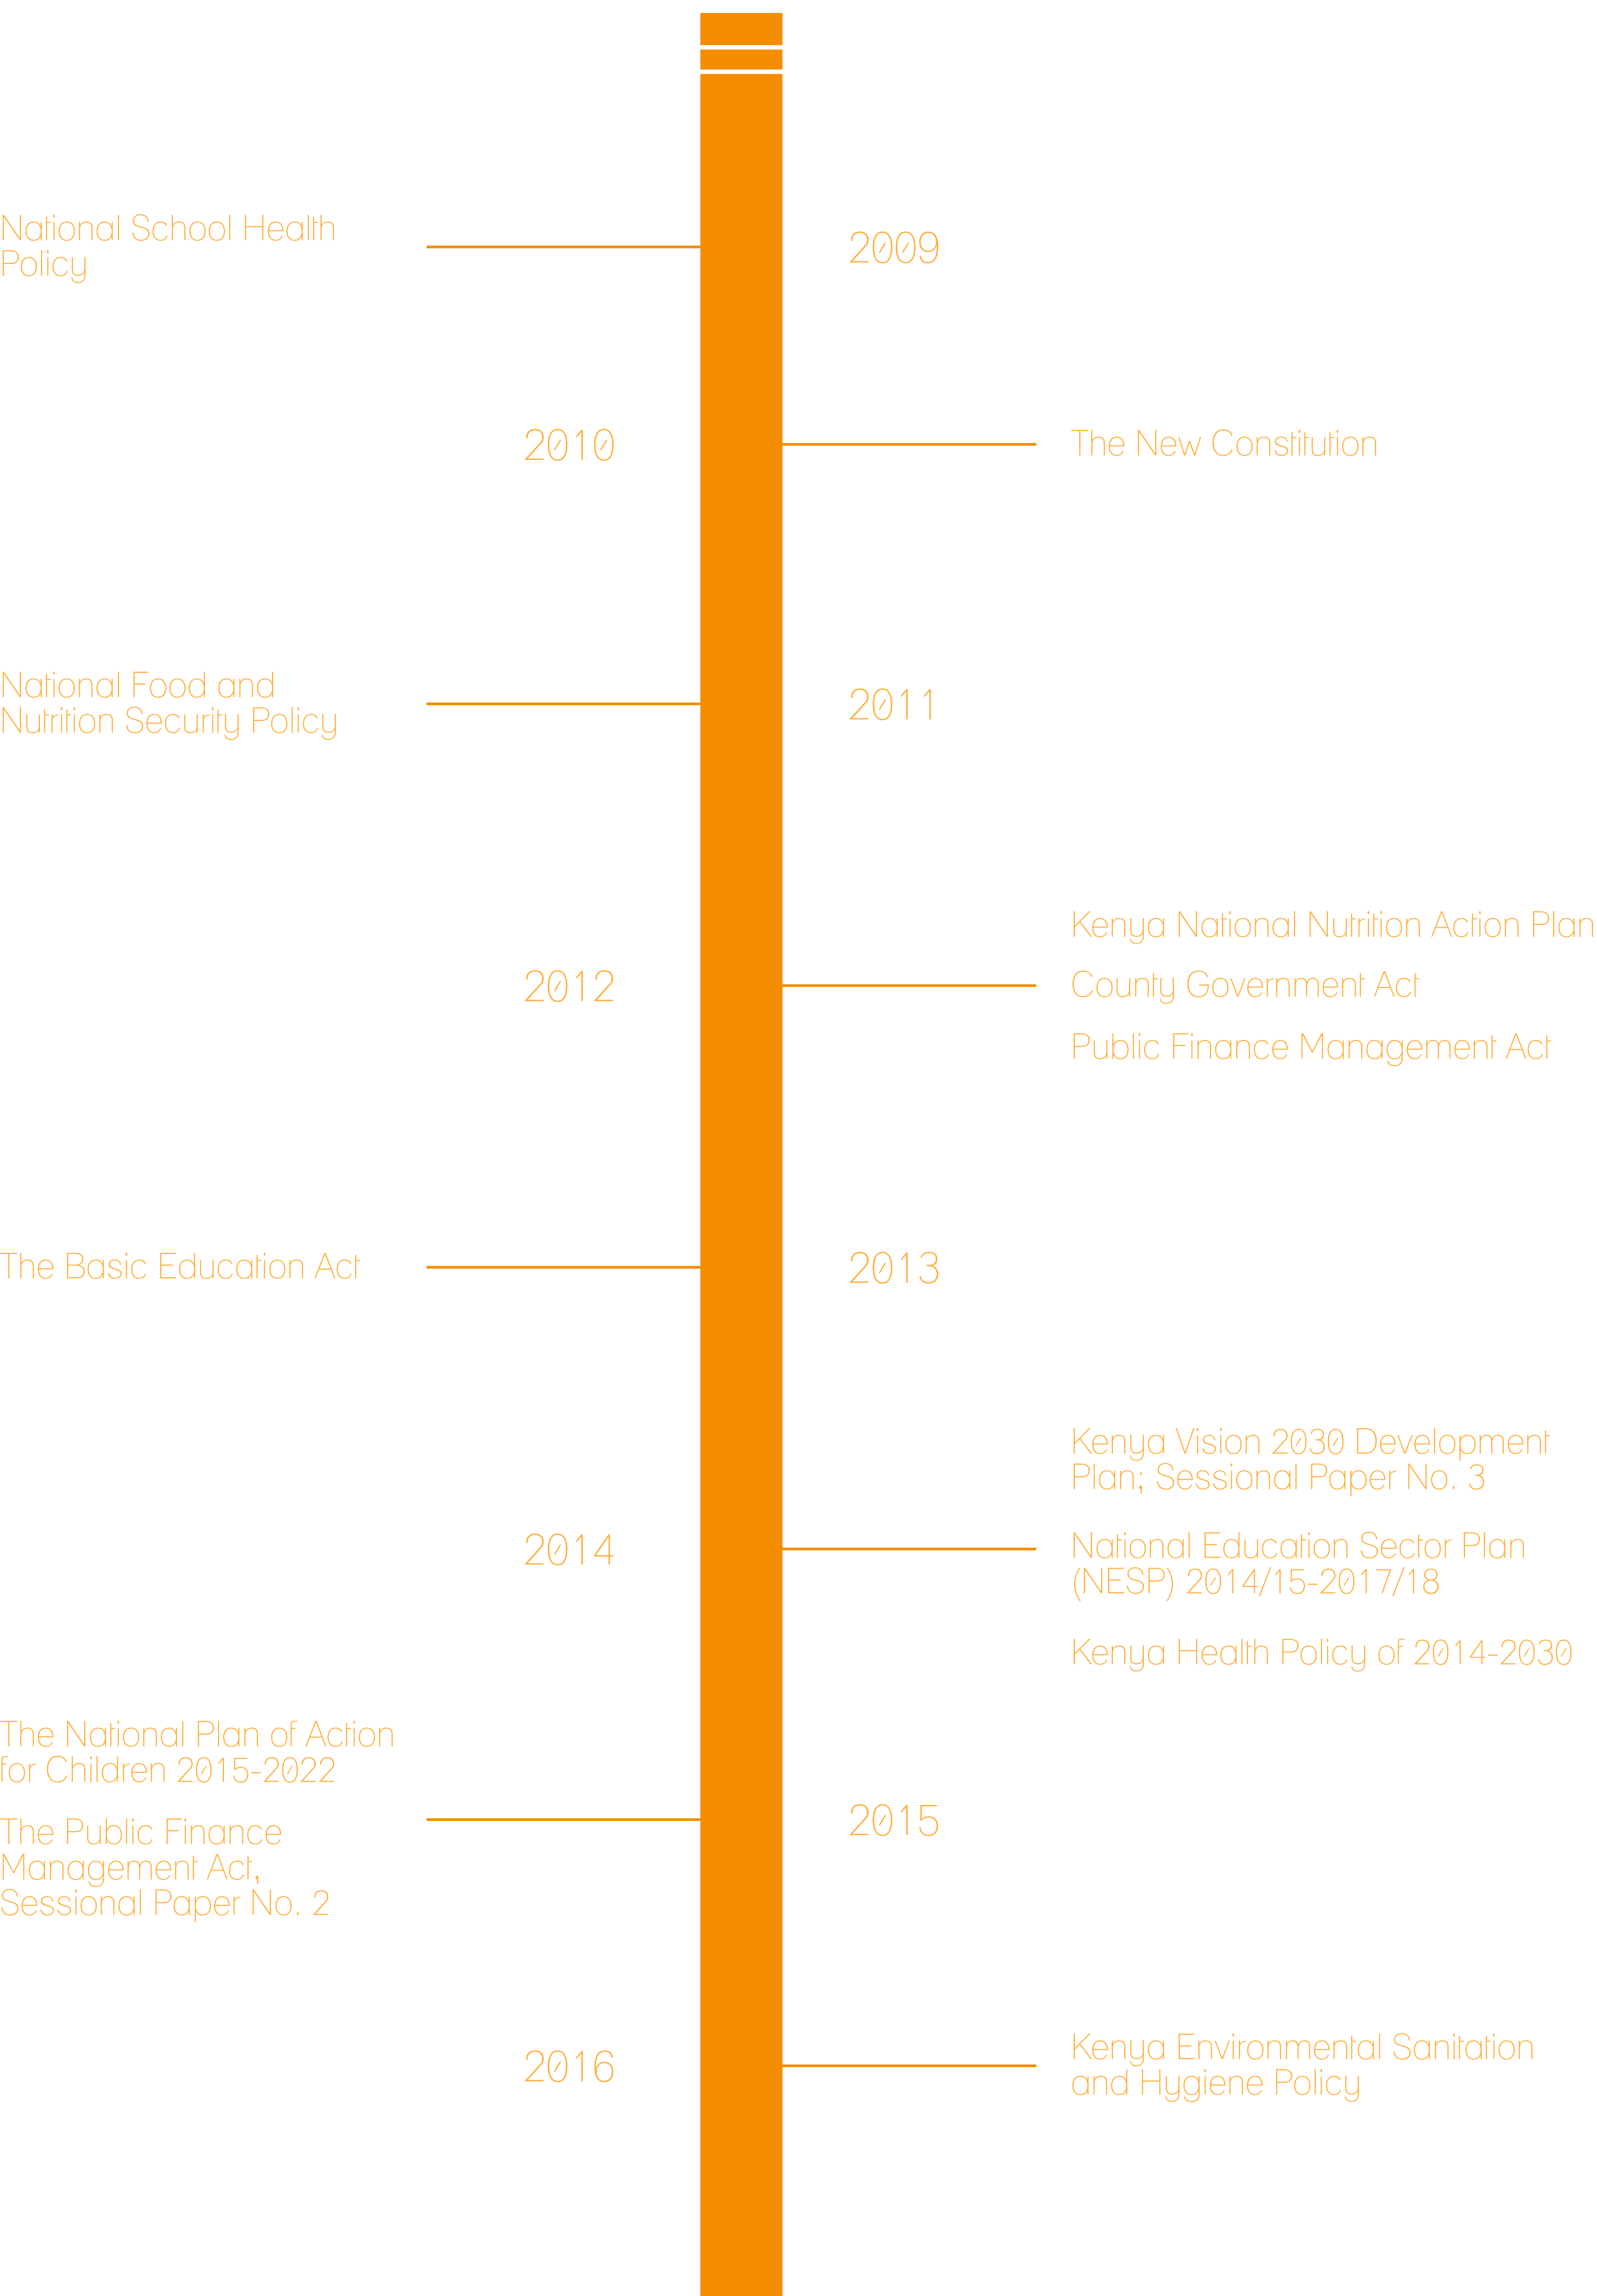 National School Health
Policy
2009
2010
The New Constitution
National Food and
Nutrition Security Policy
2011
Kenya National Nutrition Action Plan
2012
County Government Act
Public Finance Management Act
The Basic Education Act
2013
Kenya Vision 2030 Development
Plan; Sessional Paper No. 3
2014
National Education Sector Plan
(NESP) 2014/15-2017/18
Kenya Health Policy of 2014-2030
The National Plan of Action
for Children 2015-2022
The Public Finance
Management Act,
Sessional Paper No. 2
2015
2016
Kenya Environmental Sanitation
and Hygiene Policy